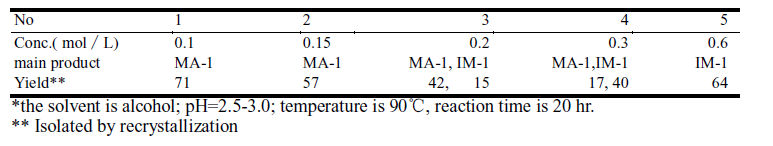 No 1 2 3 4 5
Conc.( mol / L) 0.1 0.15 0.2 0.3 0.6
main product MA-1 MA-1 MA-1, IM-1 MA-1,IM-1 IM-1
Yield** 71 57 42, 15 17, 40 64
*the solvent is alcohol; pH=2.5-3.0; temperature is 90℃, reaction time is 20 hr.
** Isolated by recrystallization